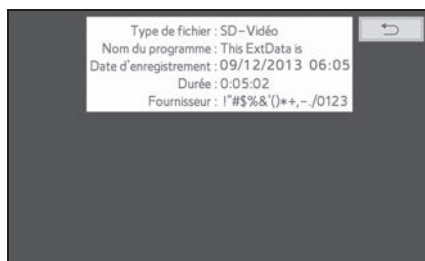 Type de fichier : SD-Vidéo
Nom du programme : This ExtData is
Date d'enregistrement : 09/12/2013 06:05
Durée : 0:05:02
Fournisseur : !"#$%&'()*+,-./0123